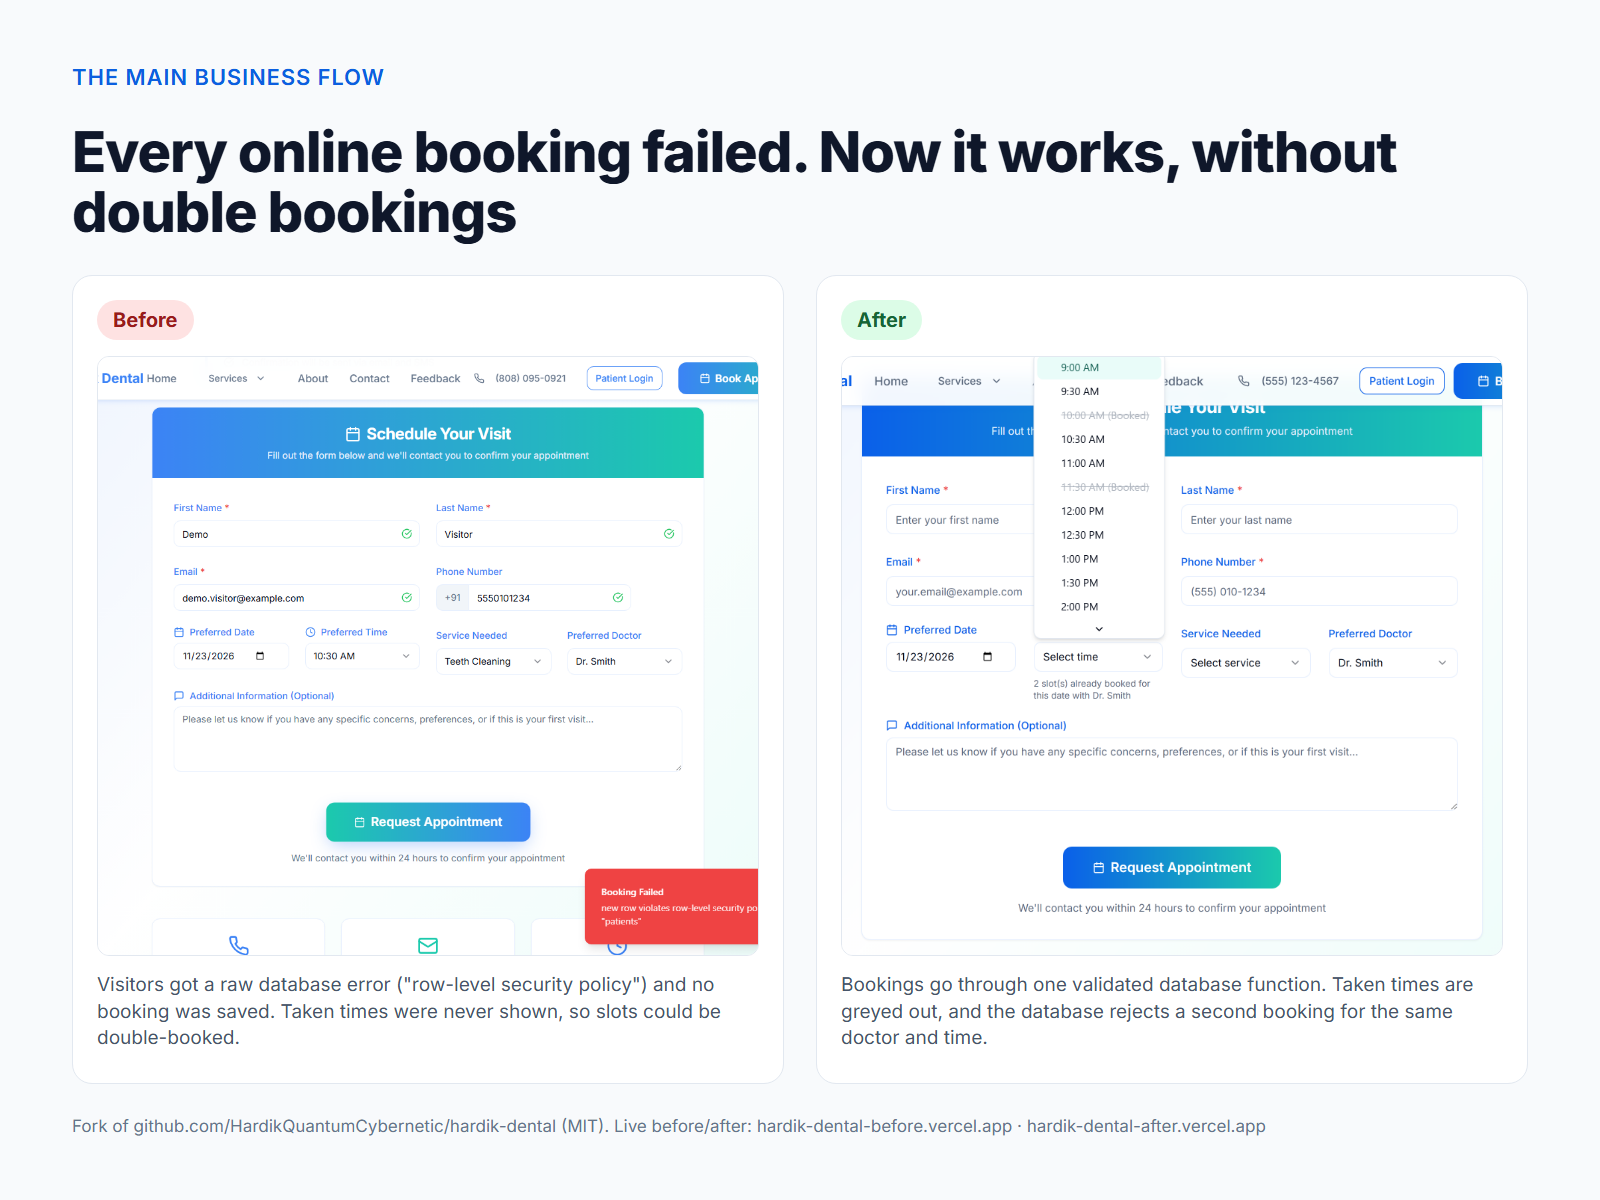 THE MAIN BUSINESS FLOW
Every online booking failed. Now it works, without
double bookings
Before
Dental Home Services About Contact Feedback (808) 095-0921 Patient Login Book Ap
Schedule Your Visit
Fill out the form below and we'll contact you to confirm your appointment
First Name * Last Name *
Demo Visitor
Email * Phone Number
demo.visitor@example.com +91 5550101234
Preferred Date Preferred Time Service Needed Preferred Doctor
11/23/2026 10:30 AM Teeth Cleaning Dr. Smith
Additional Information (Optional)
Please let us know if you have any specific concerns, preferences, or if this is your first visit...
Request Appointment
We'll contact you within 24 hours to confirm your appointment
Booking Failed
new row violates row-level security po
"patients"
Visitors got a raw database error ("row-level security policy") and no
booking was saved. Taken times were never shown, so slots could be
double-booked.
After
al Home Services edback (555) 123-4567 Patient Login B
le Your Visit
Fill out th ntact you to confirm your appointment
9:00 AM
9:30 AM
10:00 AM (Booked)
10:30 AM
11:00 AM
11:30 AM (Booked)
12:00 PM
12:30 PM
1:00 PM
1:30 PM
2:00 PM
First Name * Last Name *
Enter your first name Enter your last name
Email * Phone Number *
your.email@example.com (555) 010-1234
Preferred Date Service Needed Preferred Doctor
11/23/2026 Select time Select service Dr. Smith
2 slot(s) already booked for
this date with Dr. Smith
Additional Information (Optional)
Please let us know if you have any specific concerns, preferences, or if this is your first visit...
Request Appointment
We'll contact you within 24 hours to confirm your appointment
Bookings go through one validated database function. Taken times are
greyed out, and the database rejects a second booking for the same
doctor and time.
Fork of github.com/HardikQuantumCybernetic/hardik-dental (MIT). Live before/after: hardik-dental-before.vercel.app · hardik-dental-after.vercel.app